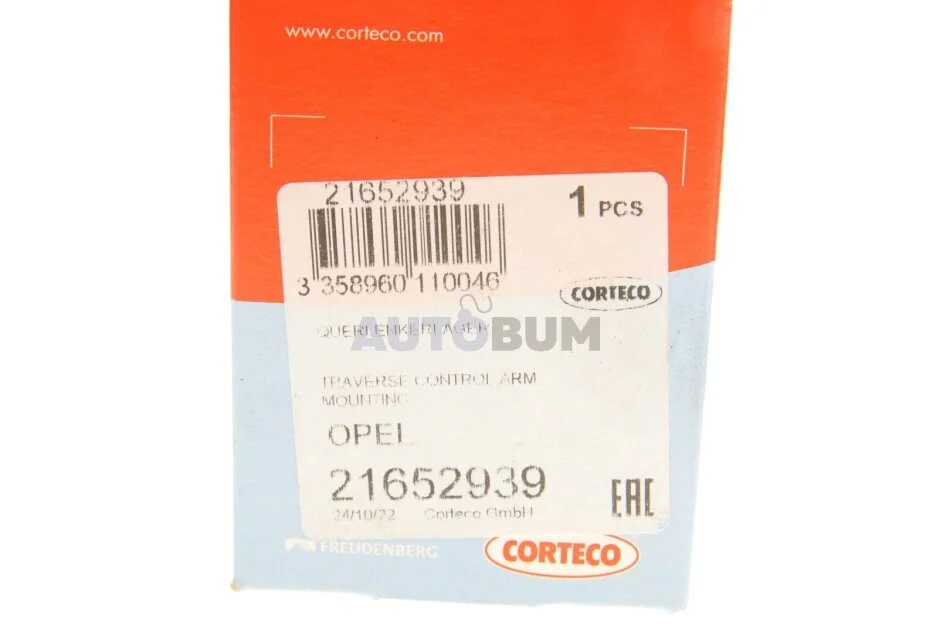 www.corteco.com
21652939
1 PCS
3 358960 110046
CORTECO
QUERLENKERLAGER
AUTOBUM
TRAVERSE CONTROL ARM
MOUNTING
OPEL
21652939
24/10/22 Corteco GmbH
EAC
FREUDENBERG
CORTECO